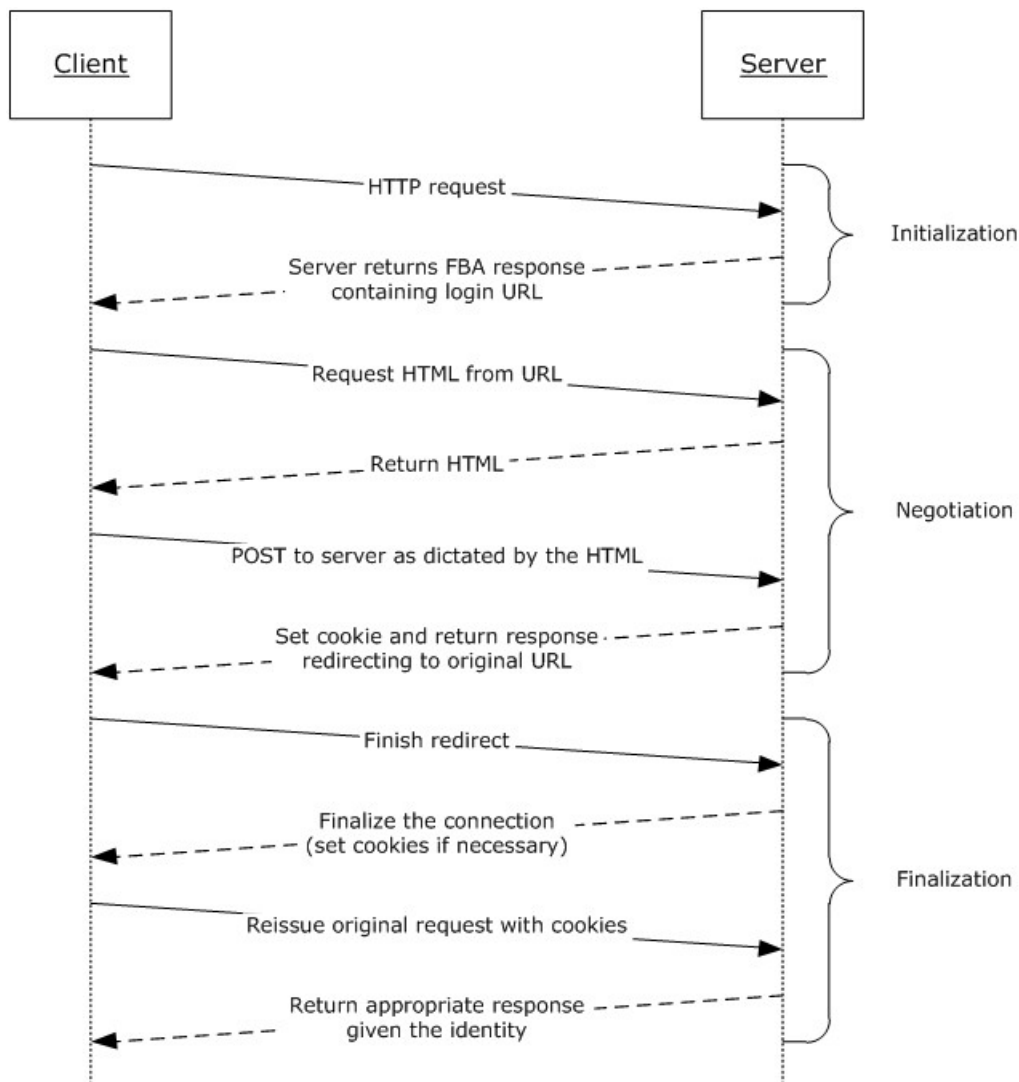 Client
Server
HTTP request
Initialization
Server returns FBA response
containing login URL
Request HTML from URL
Return HTML
Negotiation
POST to server as dictated by the HTML
Set cookie and return response
redirecting to original URL
Finish redirect
Finalize the connection
(set cookies if necessary)
Finalization
Reissue original request with cookies
Return appropriate response
given the identity